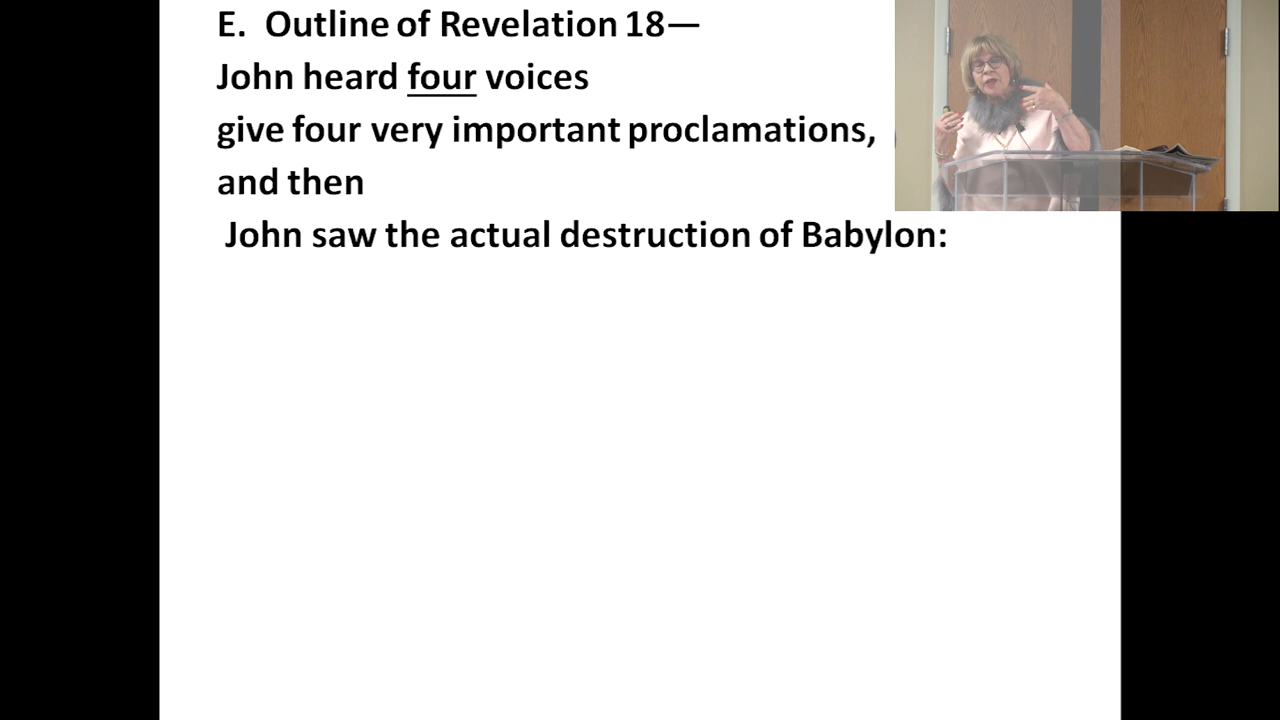 E. Outline of Revelation 18—
John heard four voices
give four very important proclamations,
and then
John saw the actual destruction of Babylon: